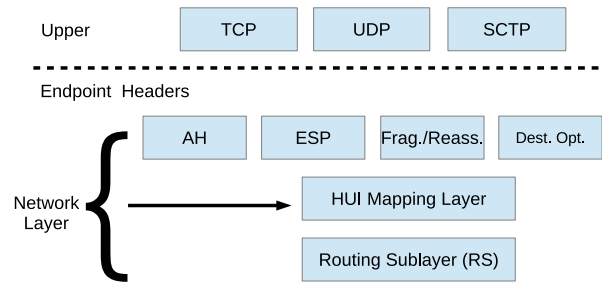 Upper
TCP
UDP
SCTP
Endpoint Headers
AH
ESP
Frag./Reass.
Dest. Opt.
Network
Layer
HUI Mapping Layer
Routing Sublayer (RS)